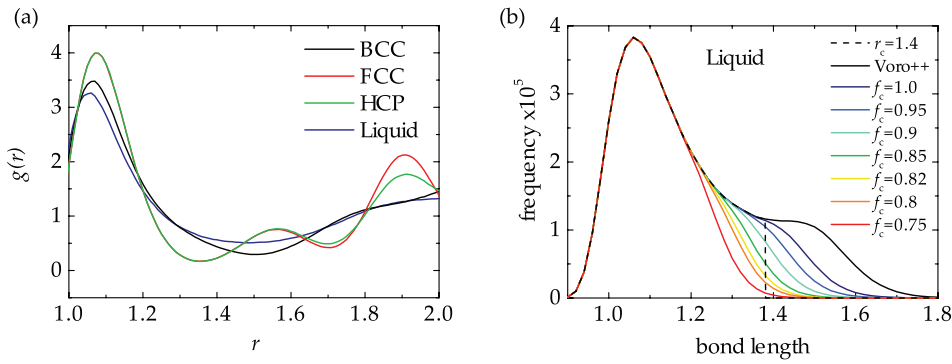 (a)
BCC
FCC
HCP
Liquid
g(r)
4
3
2
1
0
1.0 1.2 1.4 1.6 1.8 2.0
r
(b)
Liquid
r_c=1.4
Voro++
f_c=1.0
f_c=0.95
f_c=0.9
f_c=0.85
f_c=0.82
f_c=0.8
f_c=0.75
frequency x10^5
4
3
2
1
0
1.0 1.2 1.4 1.6 1.8
bond length